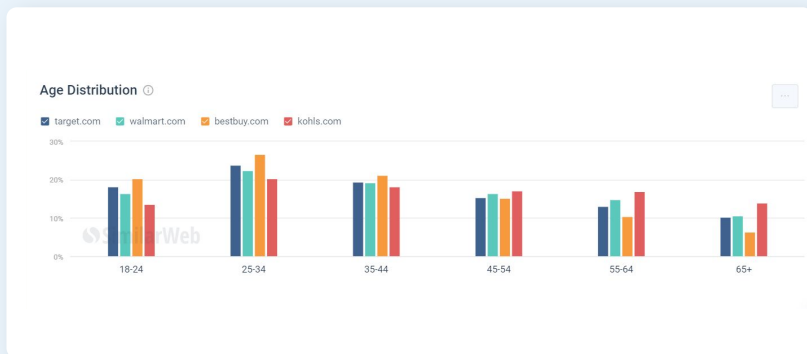 Age Distribution
target.com walmart.com bestbuy.com kohls.com
30%
20%
10%
0%
SimilarWeb
18-24 25-34 35-44 45-54 55-64 65+